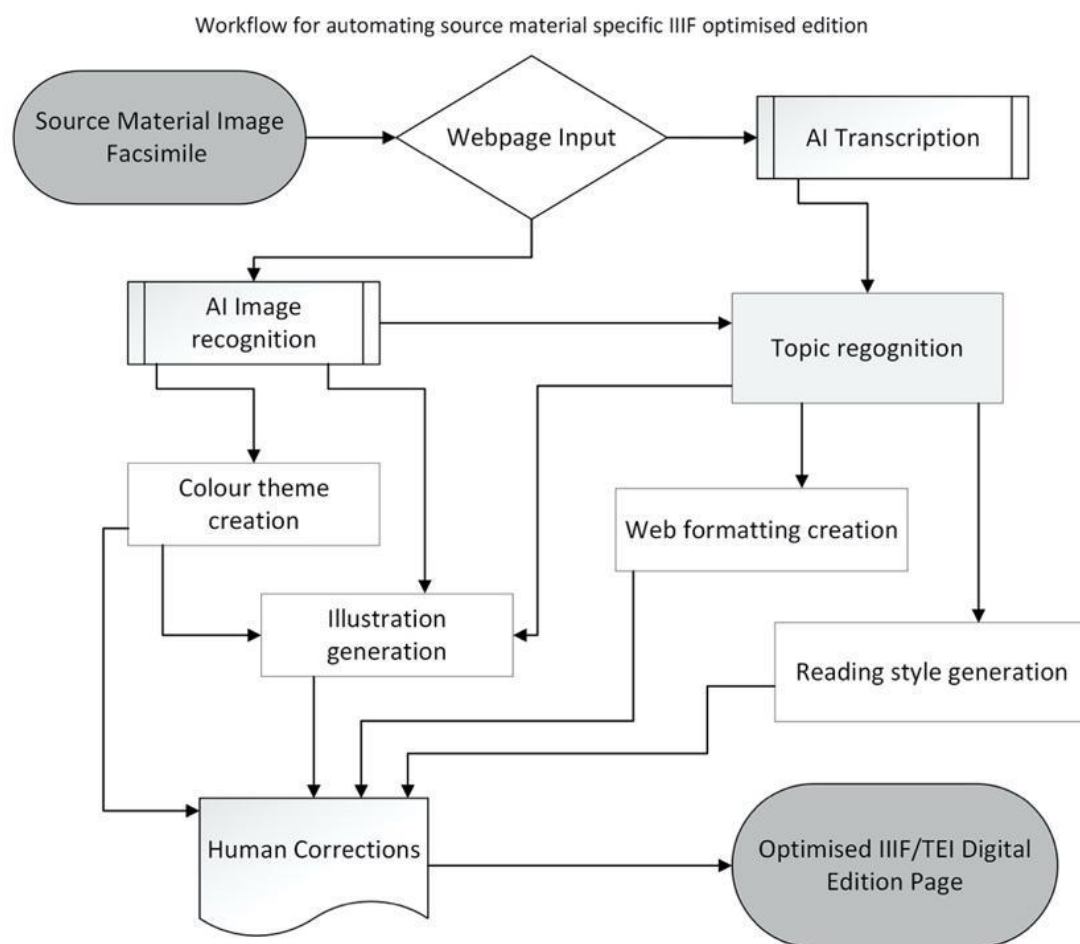 Workflow for automating source material specific IIIF optimised edition
Source Material Image
Facsimile
Webpage Input
AI Transcription
AI Image
recognition
Topic regognition
Colour theme
creation
Web formatting creation
Illustration
generation
Reading style generation
Human Corrections
Optimised IIIF/TEI Digital
Edition Page